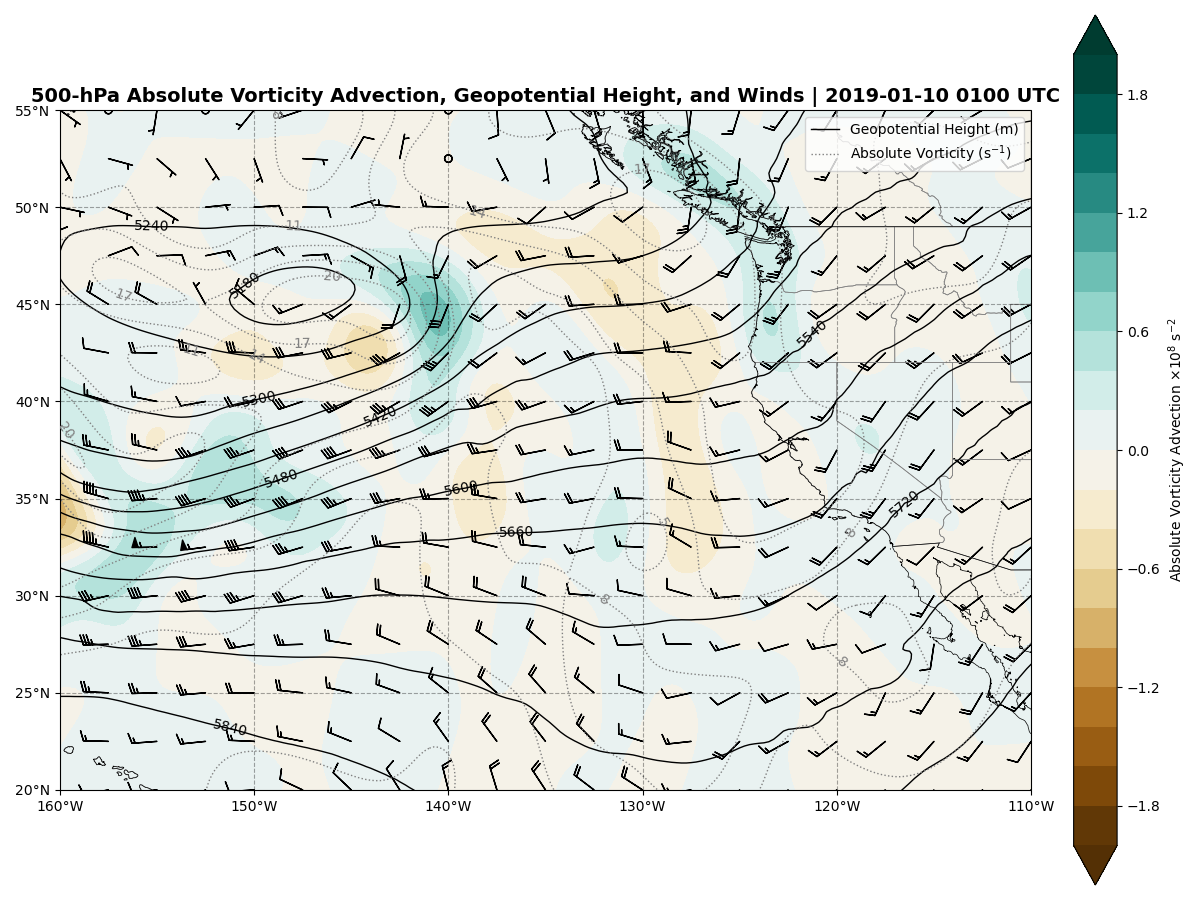 500-hPa Absolute Vorticity Advection, Geopotential Height, and Winds | 2019-01-10 0100 UTC
Geopotential Height (m)
Absolute Vorticity (s⁻¹)
55°N
50°N
45°N
40°N
35°N
30°N
25°N
20°N
160°W
150°W
140°W
130°W
120°W
110°W
5240
5180
5300
5420
5480
5540
5600
5660
5720
5840
8
11
14
17
20
17
17
14
11
17
20
8
8
8
8
1.8
1.2
0.6
0.0
−0.6
−1.2
−1.8
Absolute Vorticity Advection ×10⁸ s⁻²